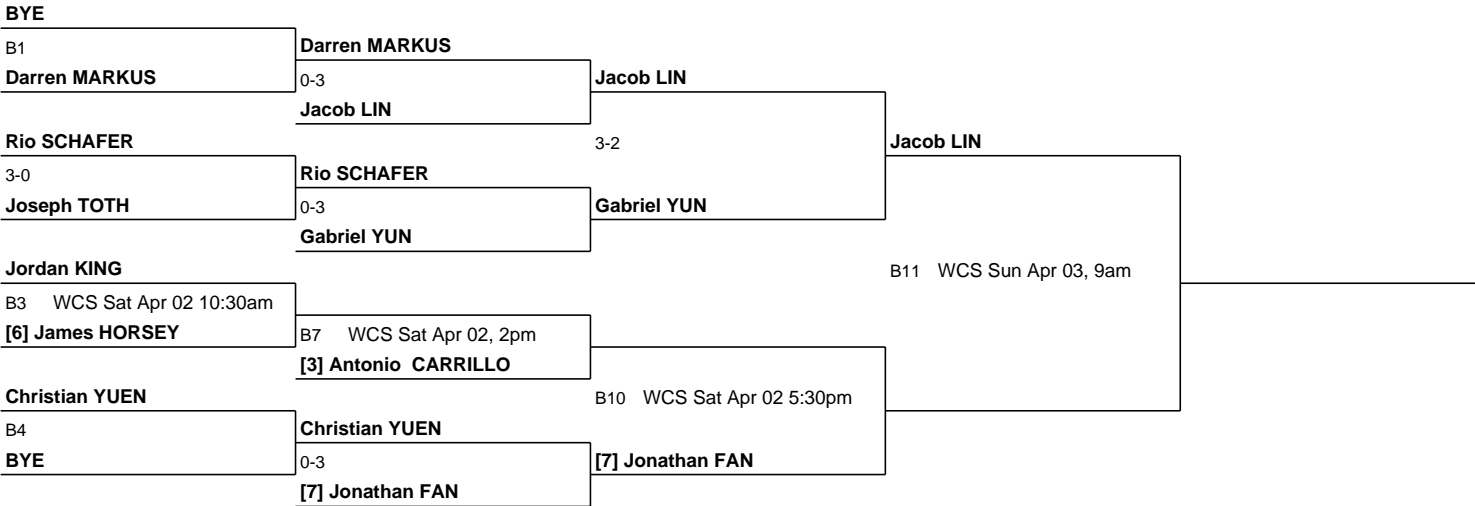 BYE
B1
Darren MARKUS
Darren MARKUS
0-3
Jacob LIN
Jacob LIN
Rio SCHAFER
3-2
Jacob LIN
3-0
Rio SCHAFER
Joseph TOTH
0-3
Gabriel YUN
Gabriel YUN
Jordan KING
B11 WCS Sun Apr 03, 9am
B3 WCS Sat Apr 02 10:30am
[6] James HORSEY
B7 WCS Sat Apr 02, 2pm
[3] Antonio CARRILLO
Christian YUEN
B10 WCS Sat Apr 02 5:30pm
B4
Christian YUEN
BYE
0-3
[7] Jonathan FAN
[7] Jonathan FAN